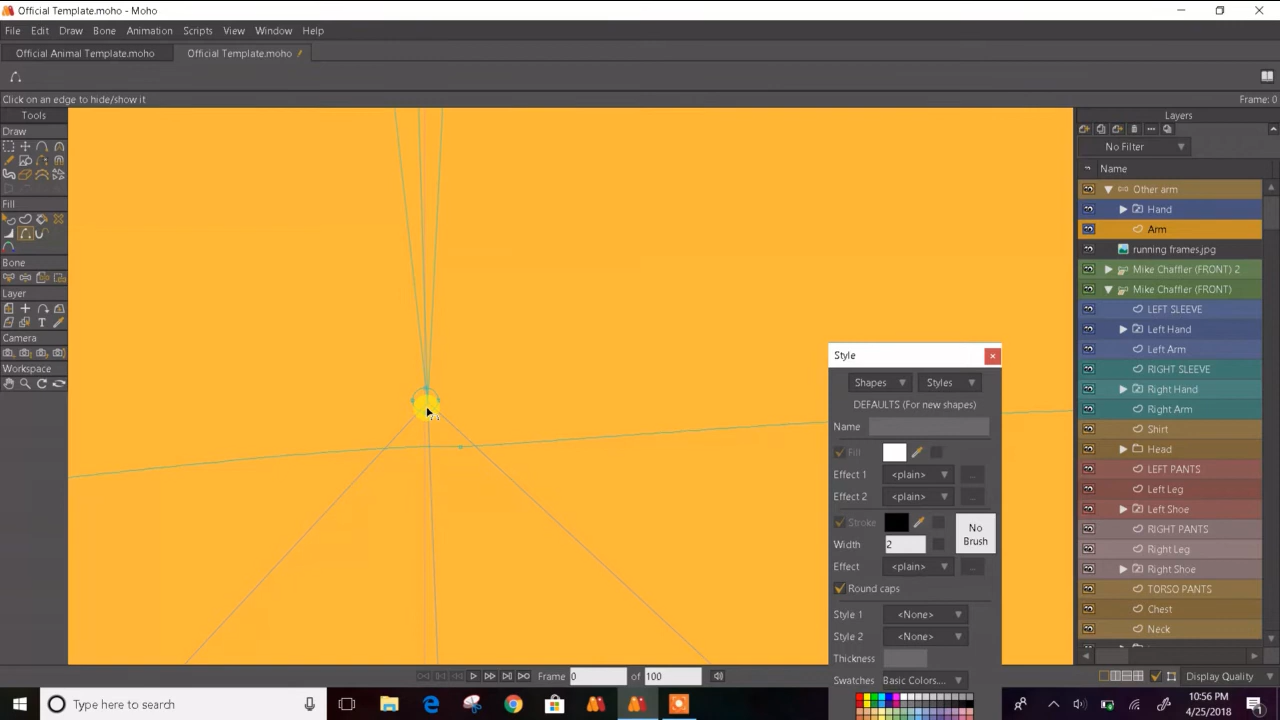 Official Template.moho - Moho
File Edit Draw Bone Animation Scripts View Window Help
Official Animal Template.moho Official Template.moho
Click on an edge to hide/show it Frame: 0
Tools
Draw
Fill
Bone
Layer
Camera
Workspace
Layers
No Filter
Name
Other arm
Hand
Arm
running frames.jpg
Mike Chaffler (FRONT) 2
Mike Chaffler (FRONT)
LEFT SLEEVE
Left Hand
Left Arm
RIGHT SLEEVE
Right Hand
Right Arm
Shirt
Head
LEFT PANTS
Left Leg
Left Shoe
RIGHT PANTS
Right Leg
Right Shoe
TORSO PANTS
Chest
Neck
Style
Shapes Styles
DEFAULTS (For new shapes)
Name
Fill
Effect 1 <plain> ...
Effect 2 <plain> ...
Stroke
No Brush
Width 2
Effect <plain> ...
Round caps
Style 1 <None>
Style 2 <None>
Thickness
Swatches Basic Colors....
Frame 0 of 100
Display Quality
Type here to search
10:56 PM
4/25/2018